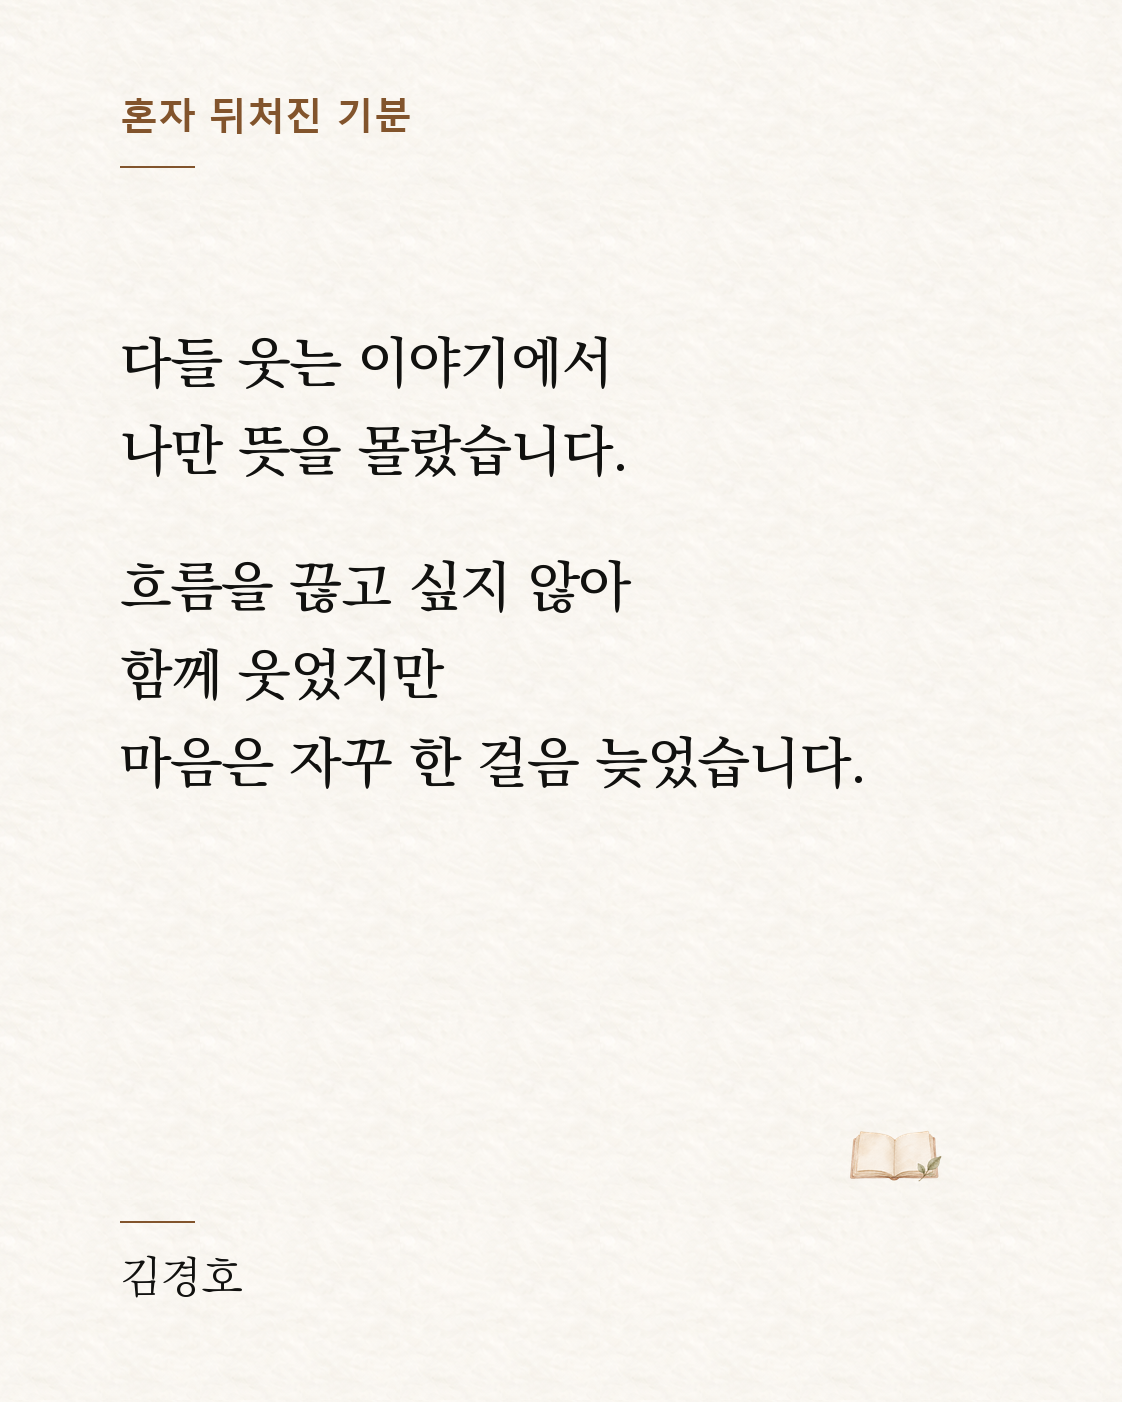 혼자 뒤처진 기분
다들 웃는 이야기에서
나만 뜻을 몰랐습니다.
흐름을 끊고 싶지 않아
함께 웃었지만
마음은 자꾸 한 걸음 늦었습니다.
김경호